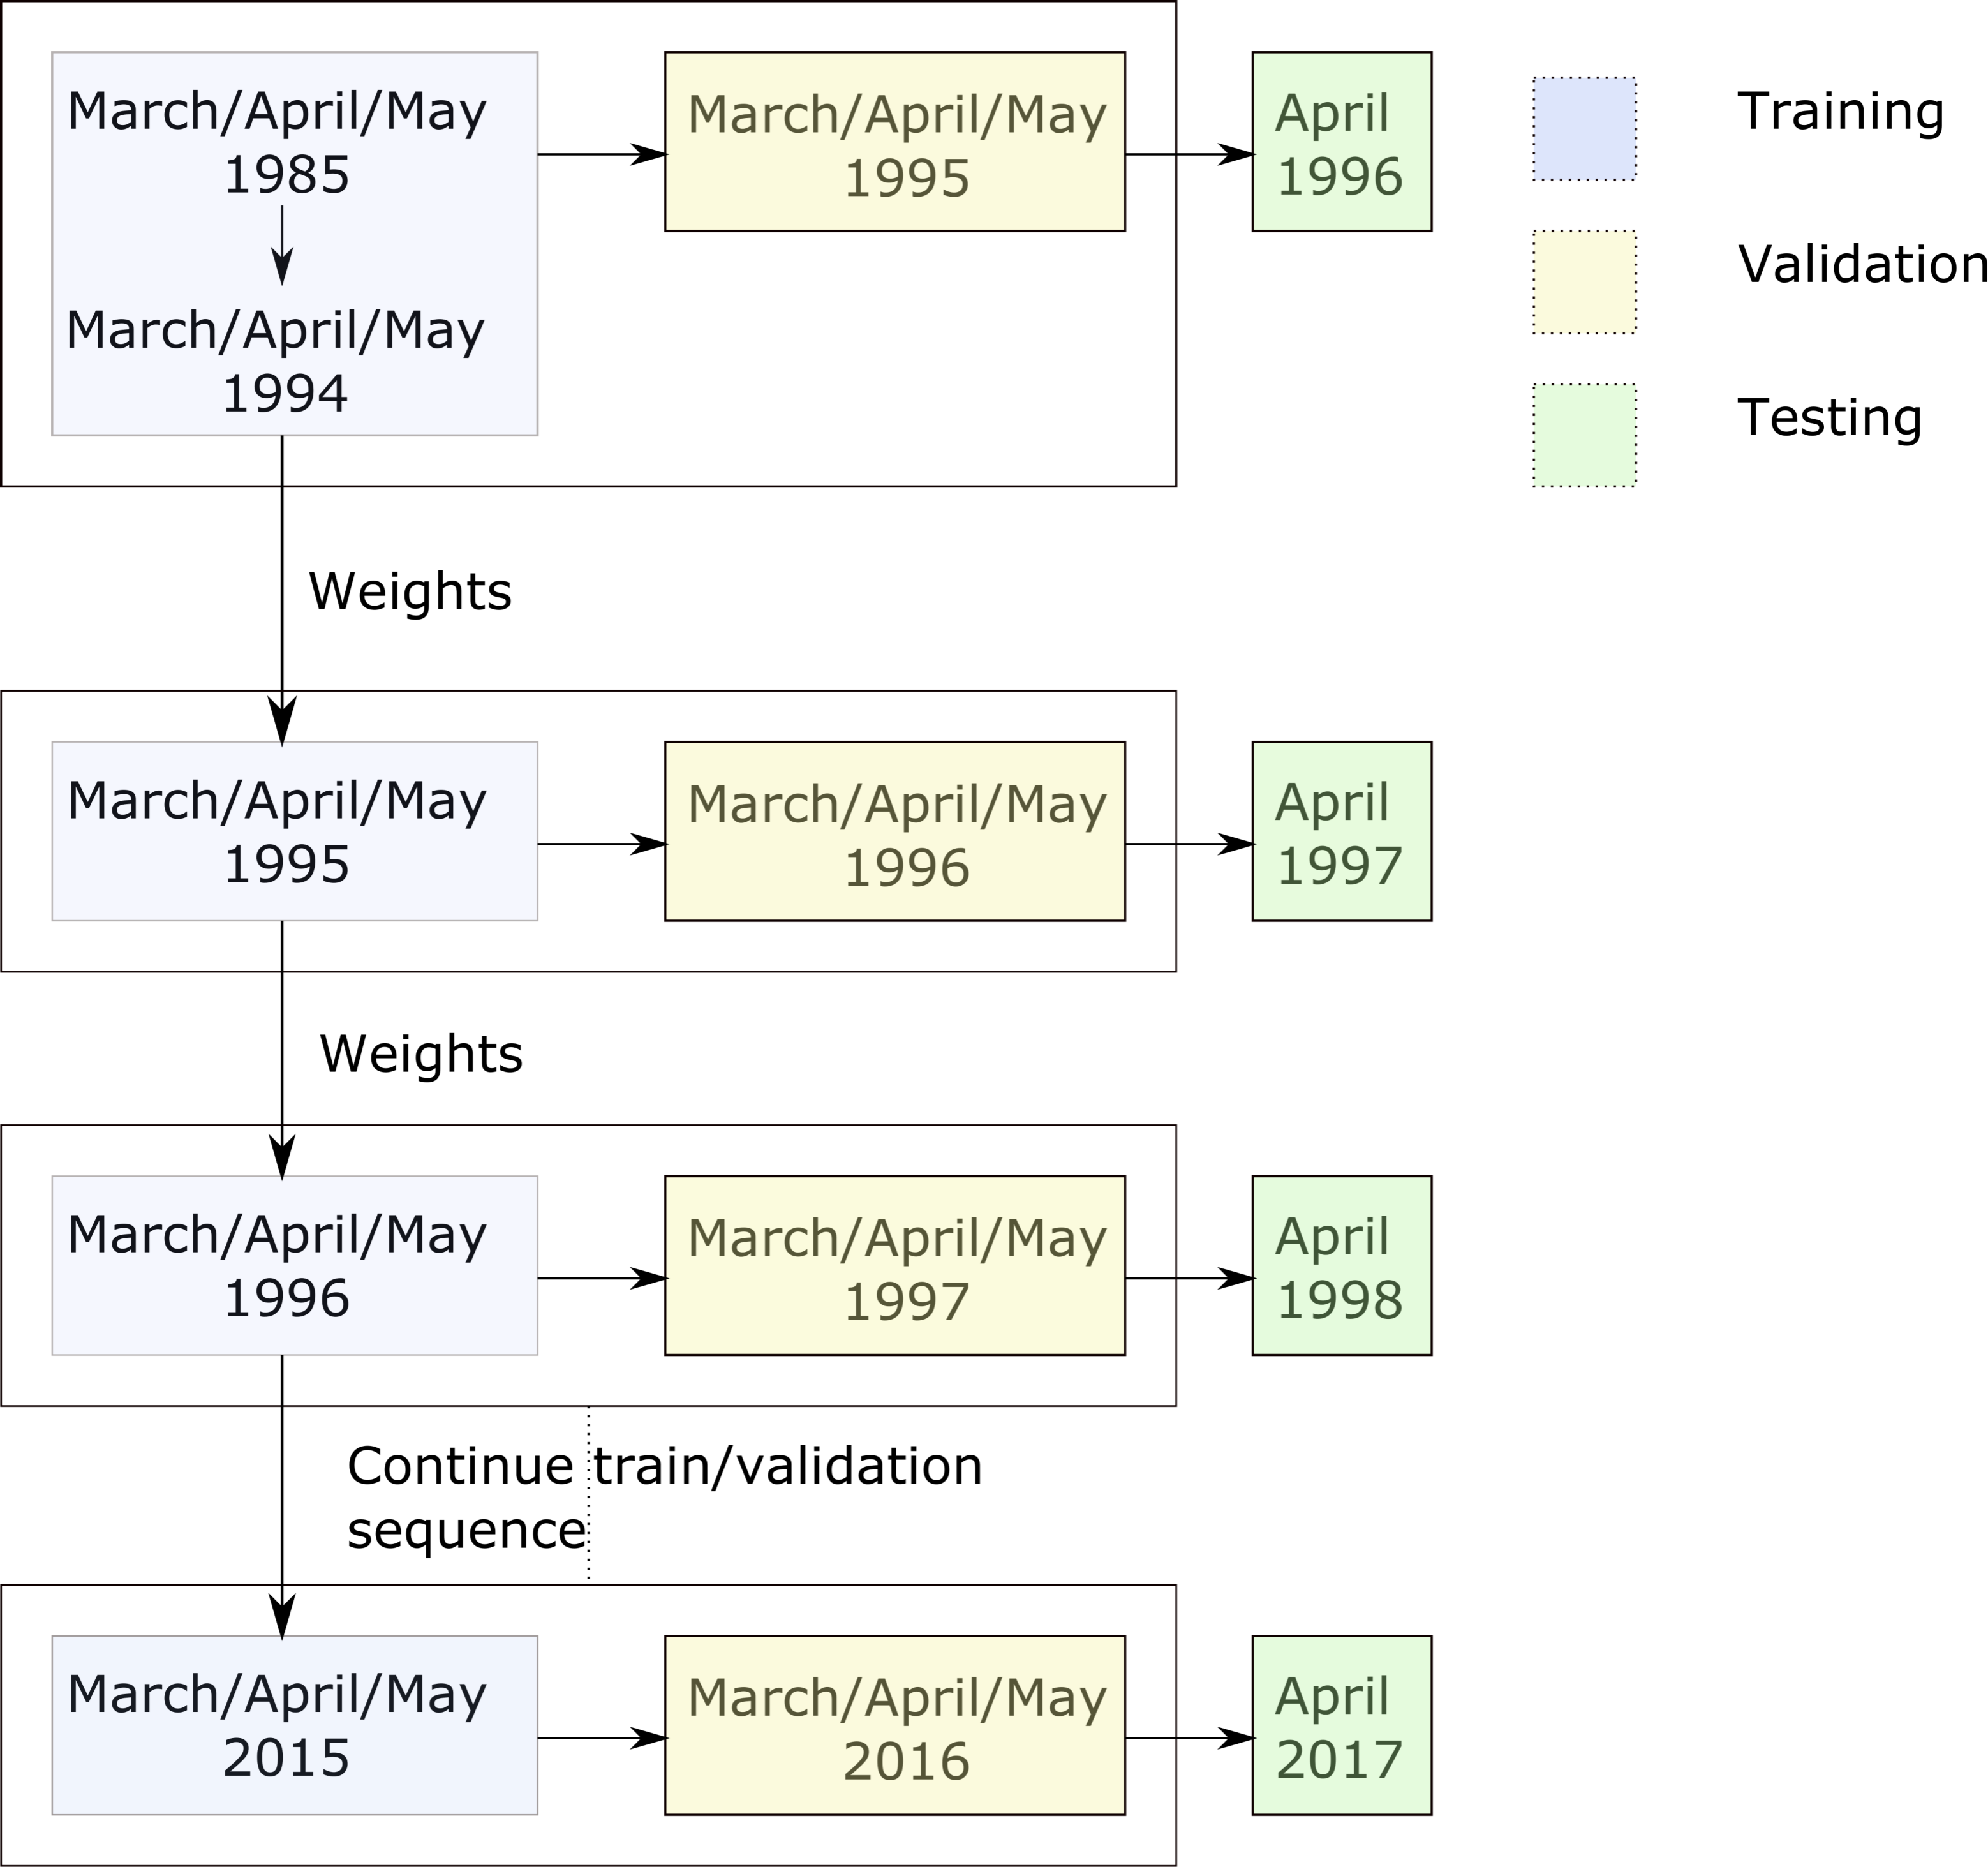 March/April/May
1985
March/April/May
1994
March/April/May
1995
April
1996
Training
Validation
Testing
Weights
March/April/May
1995
March/April/May
1996
April
1997
Weights
March/April/May
1996
March/April/May
1997
April
1998
Continue train/validation
sequence
March/April/May
2015
March/April/May
2016
April
2017